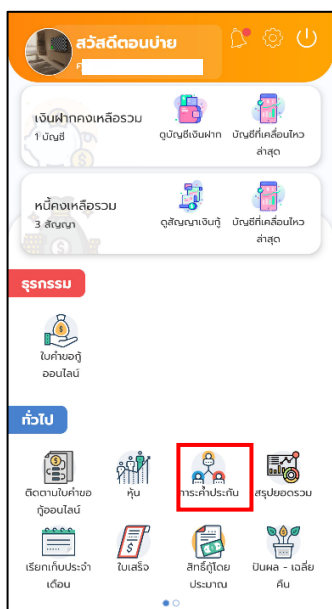 สวัสดีตอนบ่าย
เงินฝากคงเหลือรวม
1 บัญชี
ดูบัญชีเงินฝาก
บัญชีที่เคลื่อนไหว
ล่าสุด
หนี้คงเหลือรวม
3 สัญญา
ดูสัญญาเงินกู้
บัญชีที่เคลื่อนไหว
ล่าสุด
ธุรกรรม
ใบคำขอกู้
ออนไลน์
ทั่วไป
ติดตามใบคำขอ
กู้ออนไลน์
หุ้น
ภาระค้ำประกัน
สรุปยอดรวม
เรียกเก็บประจำ
เดือน
ใบเสร็จ
สิทธิ์กู้โดย
ประมาณ
ปันผล - เฉลี่ย
คืน